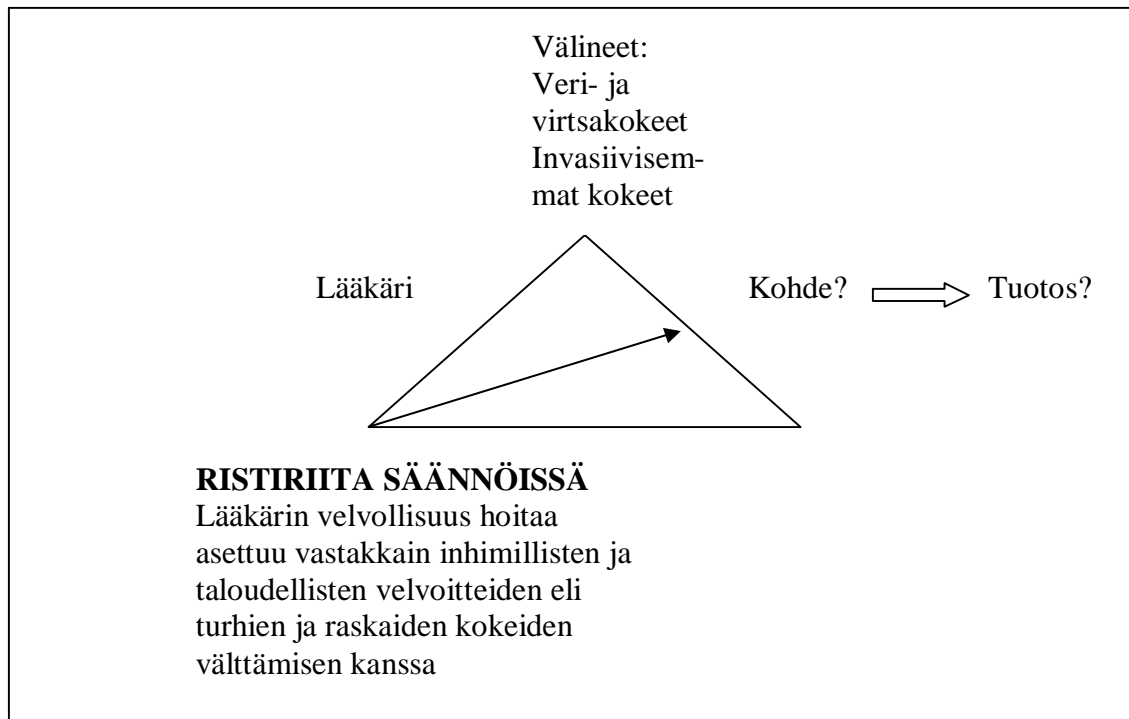 Välineet:
Veri- ja
virtsakokeet
Invasiivisem-
mat kokeet
Lääkäri
Kohde?
Tuotos?
RISTIRIITA SÄÄNNÖISSÄ
Lääkärin velvollisuus hoitaa
asettuu vastakkain inhimillisten ja
taloudellisten velvoitteiden eli
turhien ja raskaiden kokeiden
välttämisen kanssa